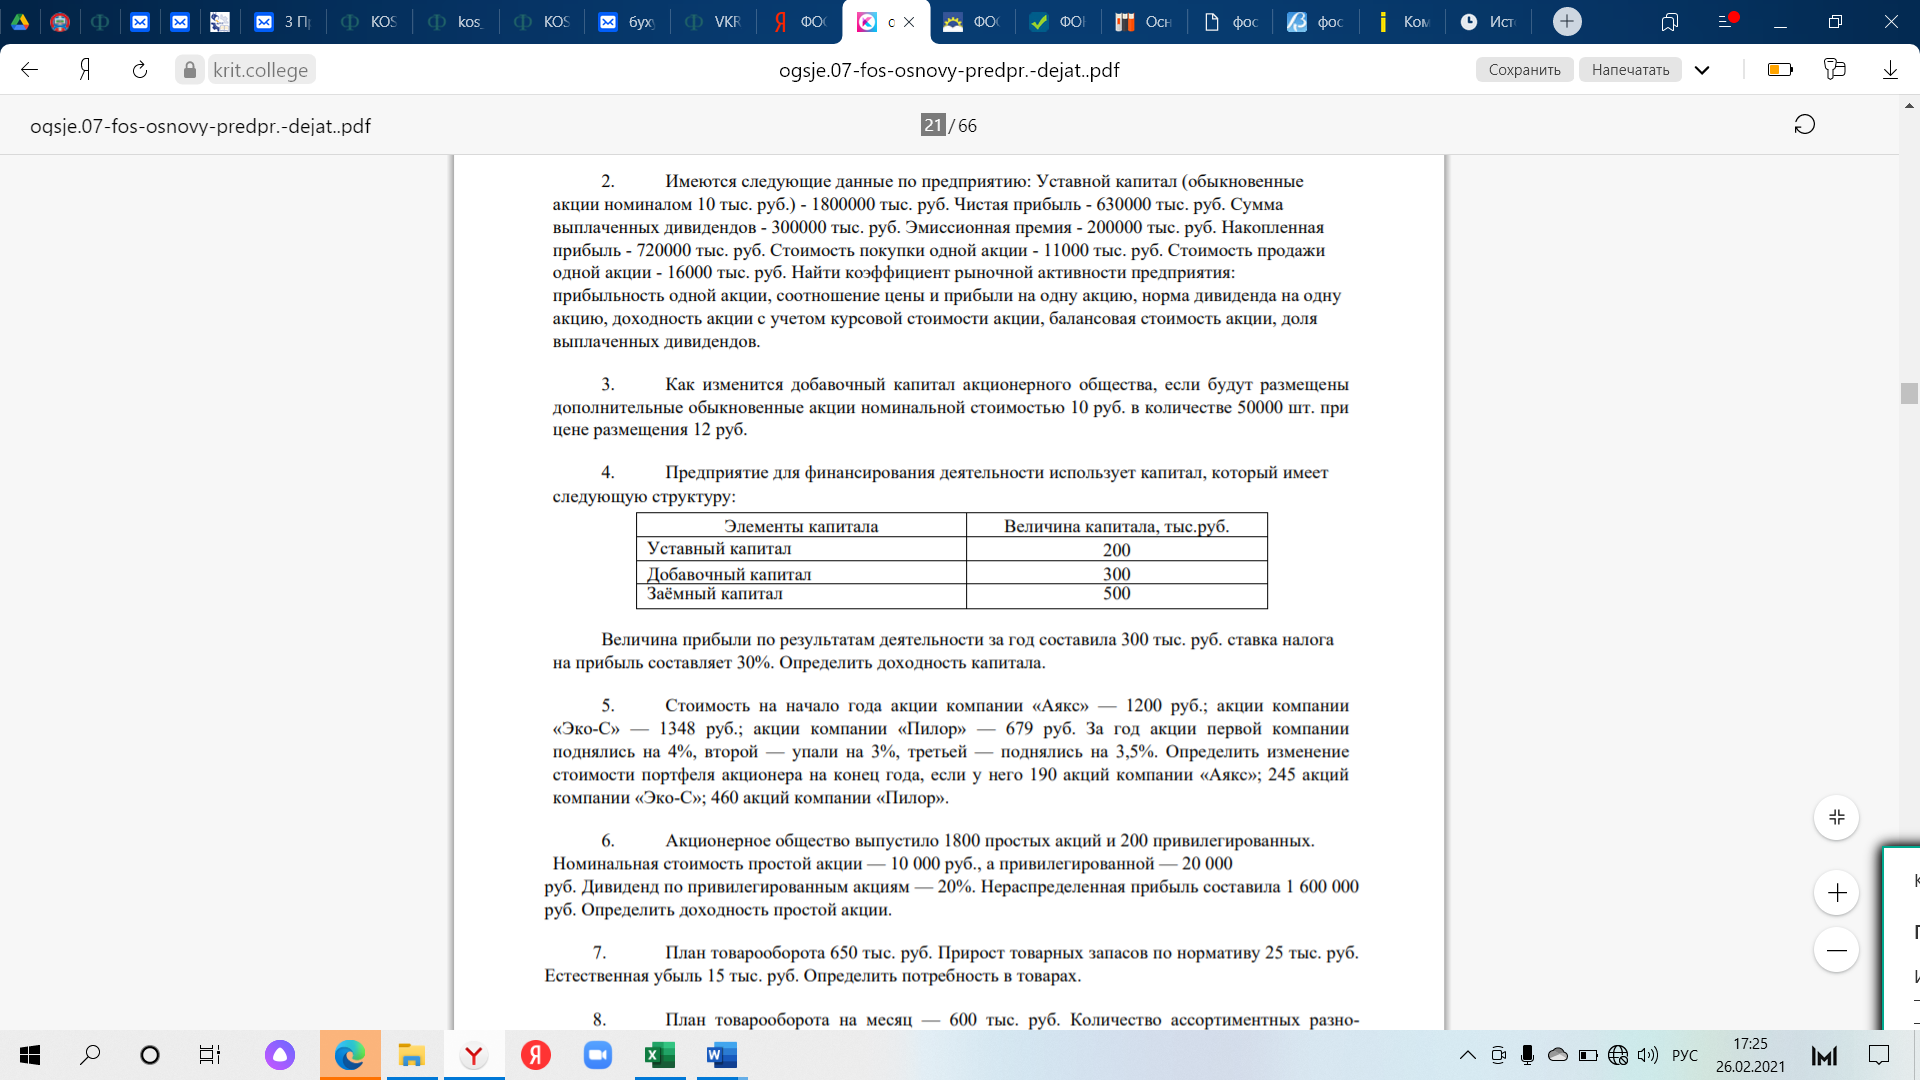 3 Пр
KOS
kos_
KOS
бух
VKR
ФО
о
ФО
ФО
Осн
фос
фос
Ком
Ист
krit.college
ogsje.07-fos-osnovy-predpr.-dejat..pdf
Сохранить
Напечатать
ogsje.07-fos-osnovy-predpr.-dejat..pdf
21 / 66
2. Имеются следующие данные по предприятию: Уставной капитал (обыкновенные
акции номиналом 10 тыс. руб.) - 1800000 тыс. руб. Чистая прибыль - 630000 тыс. руб. Сумма
выплаченных дивидендов - 300000 тыс. руб. Эмиссионная премия - 200000 тыс. руб. Накопленная
прибыль - 720000 тыс. руб. Стоимость покупки одной акции - 11000 тыс. руб. Стоимость продажи
одной акции - 16000 тыс. руб. Найти коэффициент рыночной активности предприятия:
прибыльность одной акции, соотношение цены и прибыли на одну акцию, норма дивиденда на одну
акцию, доходность акции с учетом курсовой стоимости акции, балансовая стоимость акции, доля
выплаченных дивидендов.
3. Как изменится добавочный капитал акционерного общества, если будут размещены
дополнительные обыкновенные акции номинальной стоимостью 10 руб. в количестве 50000 шт. при
цене размещения 12 руб.
4. Предприятие для финансирования деятельности использует капитал, который имеет
следующую структуру:
Элементы капитала Величина капитала, тыс.руб.
Уставный капитал 200
Добавочный капитал 300
Заёмный капитал 500
Величина прибыли по результатам деятельности за год составила 300 тыс. руб. ставка налога
на прибыль составляет 30%. Определить доходность капитала.
5. Стоимость на начало года акции компании «Аякс» — 1200 руб.; акции компании
«Эко-С» — 1348 руб.; акции компании «Пилор» — 679 руб. За год акции первой компании
поднялись на 4%, второй — упали на 3%, третьей — поднялись на 3,5%. Определить изменение
стоимости портфеля акционера на конец года, если у него 190 акций компании «Аякс»; 245 акций
компании «Эко-С»; 460 акций компании «Пилор».
6. Акционерное общество выпустило 1800 простых акций и 200 привилегированных.
Номинальная стоимость простой акции — 10 000 руб., а привилегированной — 20 000
руб. Дивиденд по привилегированным акциям — 20%. Нераспределенная прибыль составила 1 600 000
руб. Определить доходность простой акции.
7. План товарооборота 650 тыс. руб. Прирост товарных запасов по нормативу 25 тыс. руб.
Естественная убыль 15 тыс. руб. Определить потребность в товарах.
8. План товарооборота на месяц — 600 тыс. руб. Количество ассортиментных разно-
РУС
17:25
26.02.2021